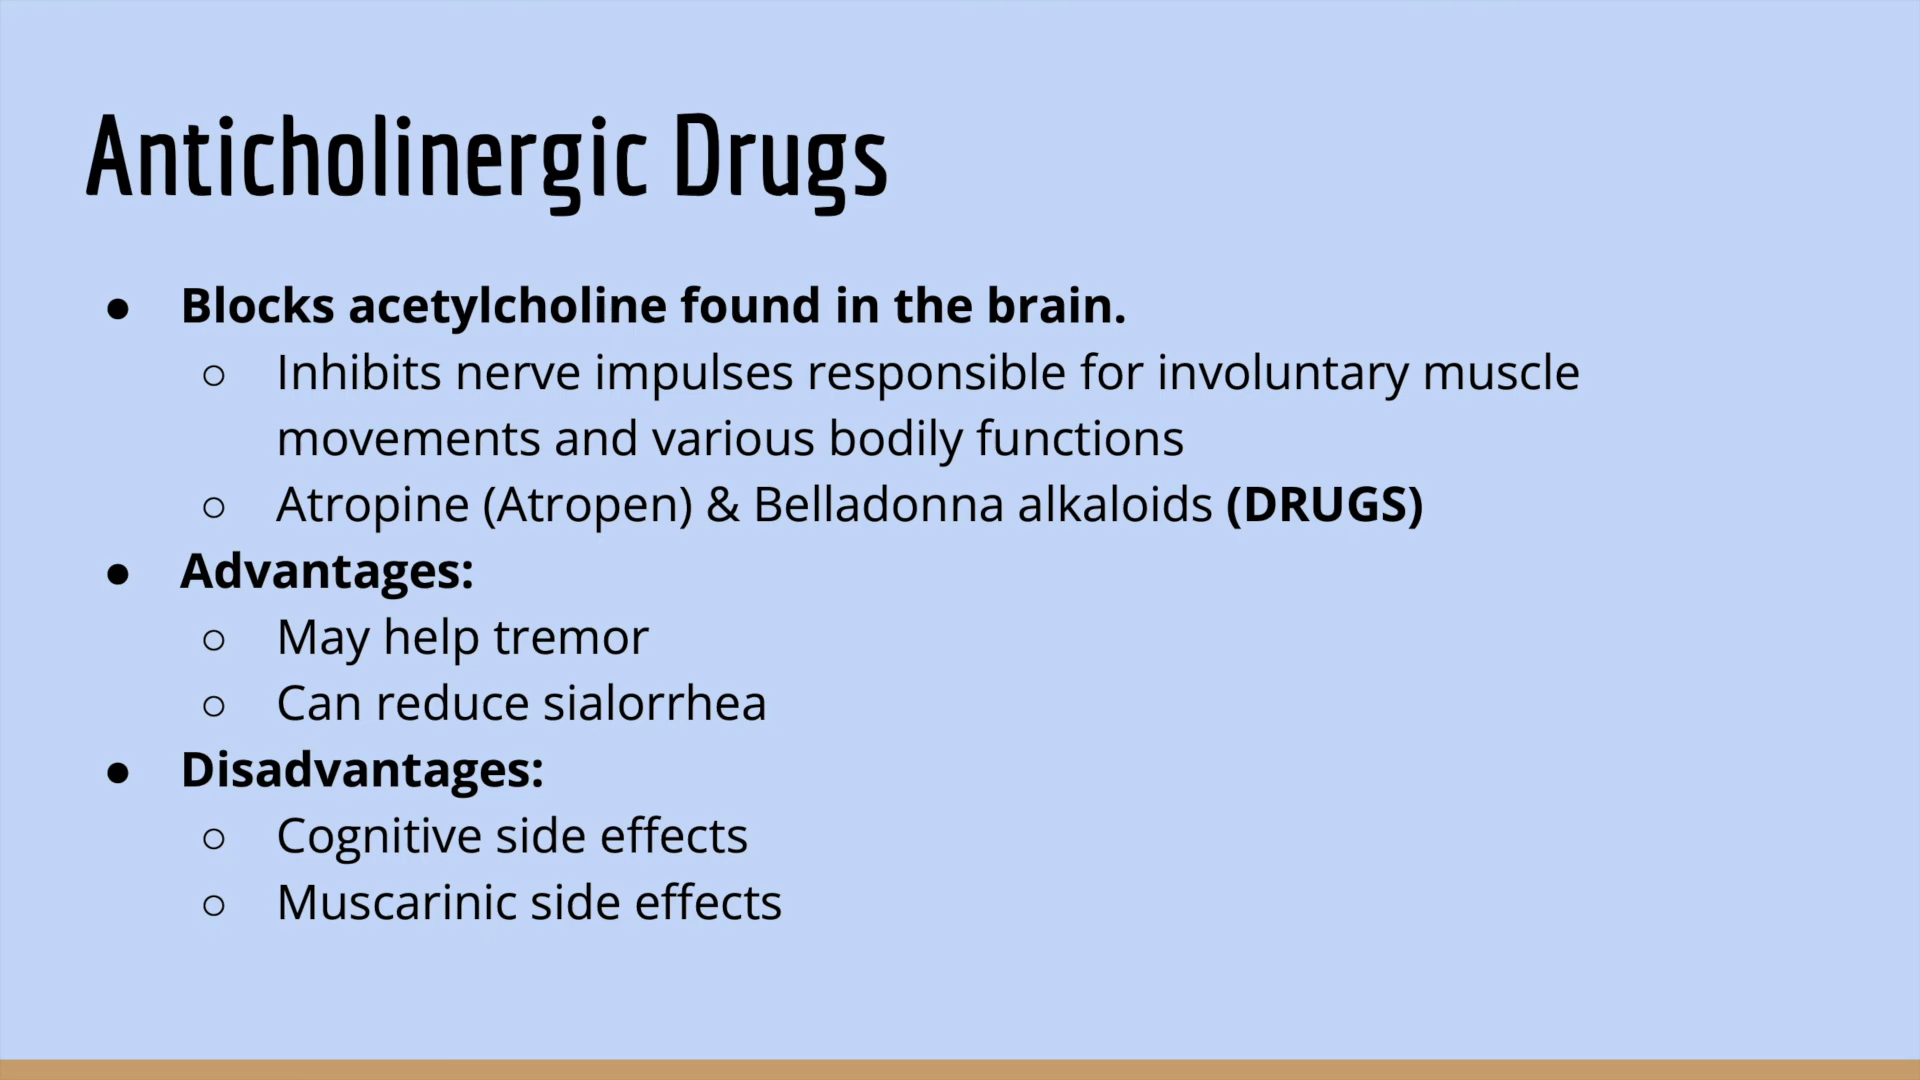 Anticholinergic Drugs
● Blocks acetylcholine found in the brain.
○ Inhibits nerve impulses responsible for involuntary muscle
movements and various bodily functions
○ Atropine (Atropen) & Belladonna alkaloids (DRUGS)
● Advantages:
○ May help tremor
○ Can reduce sialorrhea
● Disadvantages:
○ Cognitive side effects
○ Muscarinic side effects